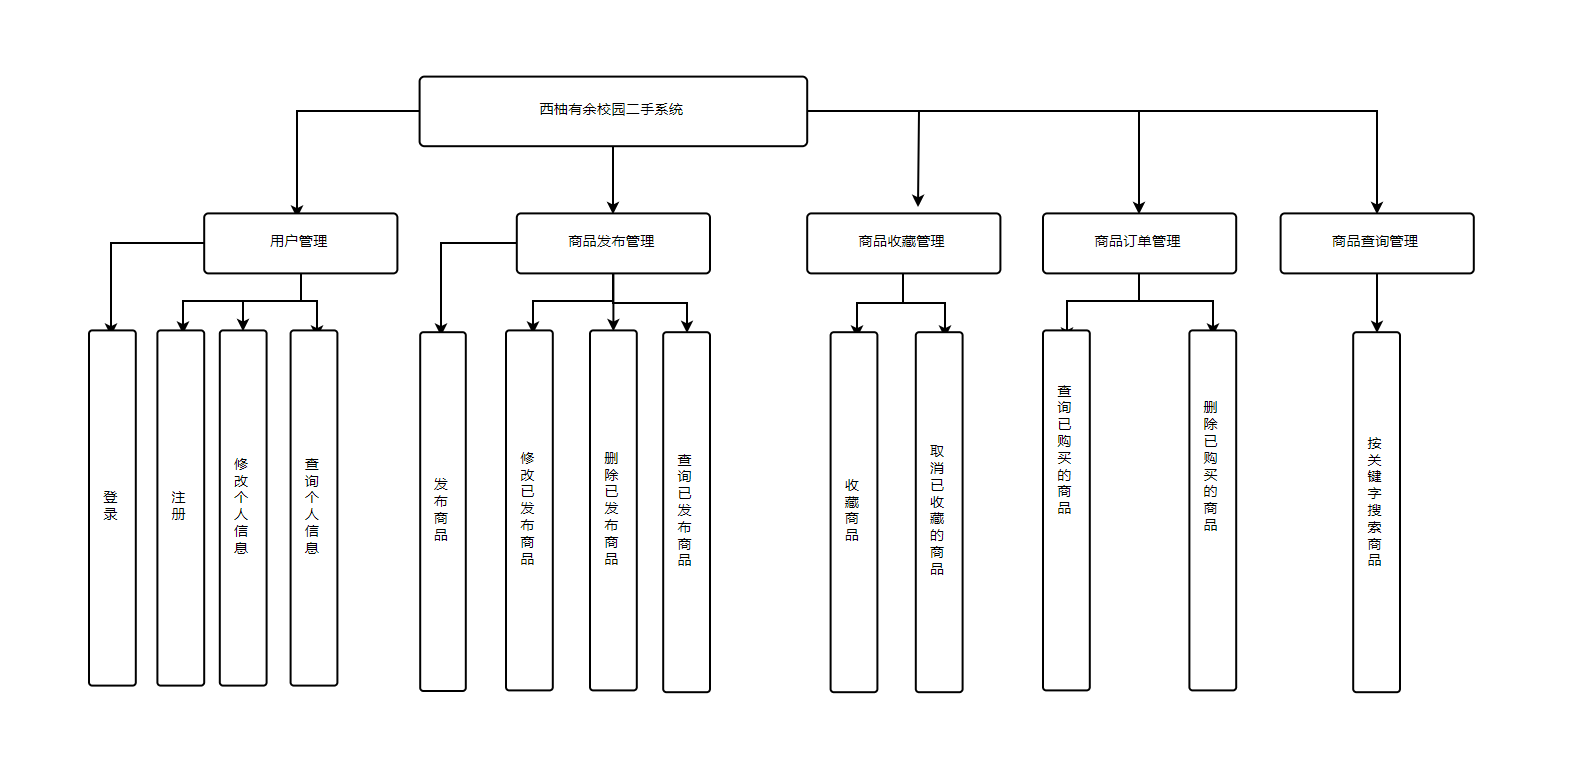 西柚有余校园二手系统
用户管理
商品发布管理
商品收藏管理
商品订单管理
商品查询管理
登录
注册
修改个人信息
查询个人信息
发布商品
修改已发布商品
删除已发布商品
查询已发布商品
收藏商品
取消已收藏的商品
查询已购买的商品
删除已购买的商品
按关键字搜索商品